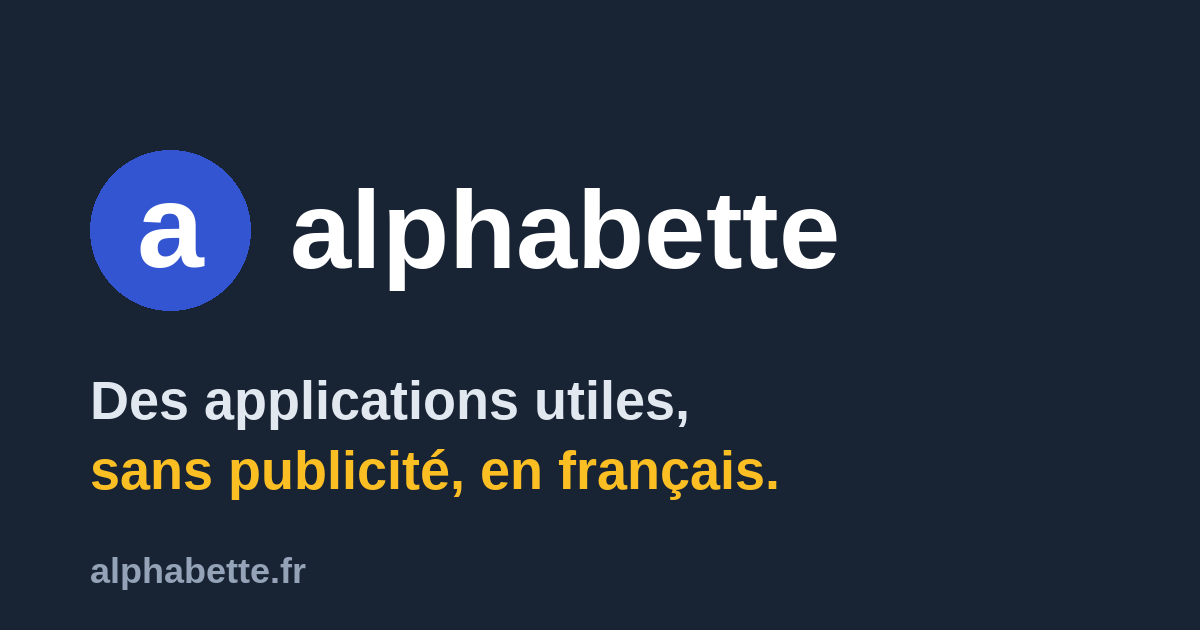 a alphabette
Des applications utiles,
sans publicité, en français.
alphabette.fr